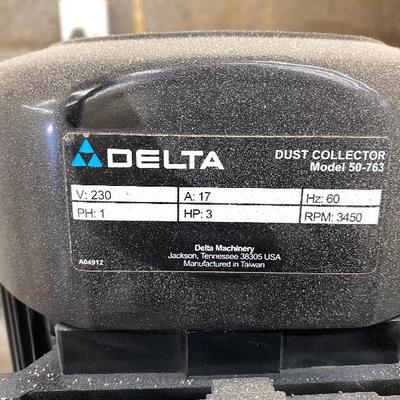 DELTA
DUST COLLECTOR
Model 50-763
V: 230 A: 17 Hz: 60
PH: 1 HP: 3 RPM: 3450
Delta Machinery
Jackson, Tennessee 38305 USA
Manufactured in Taiwan
A04912